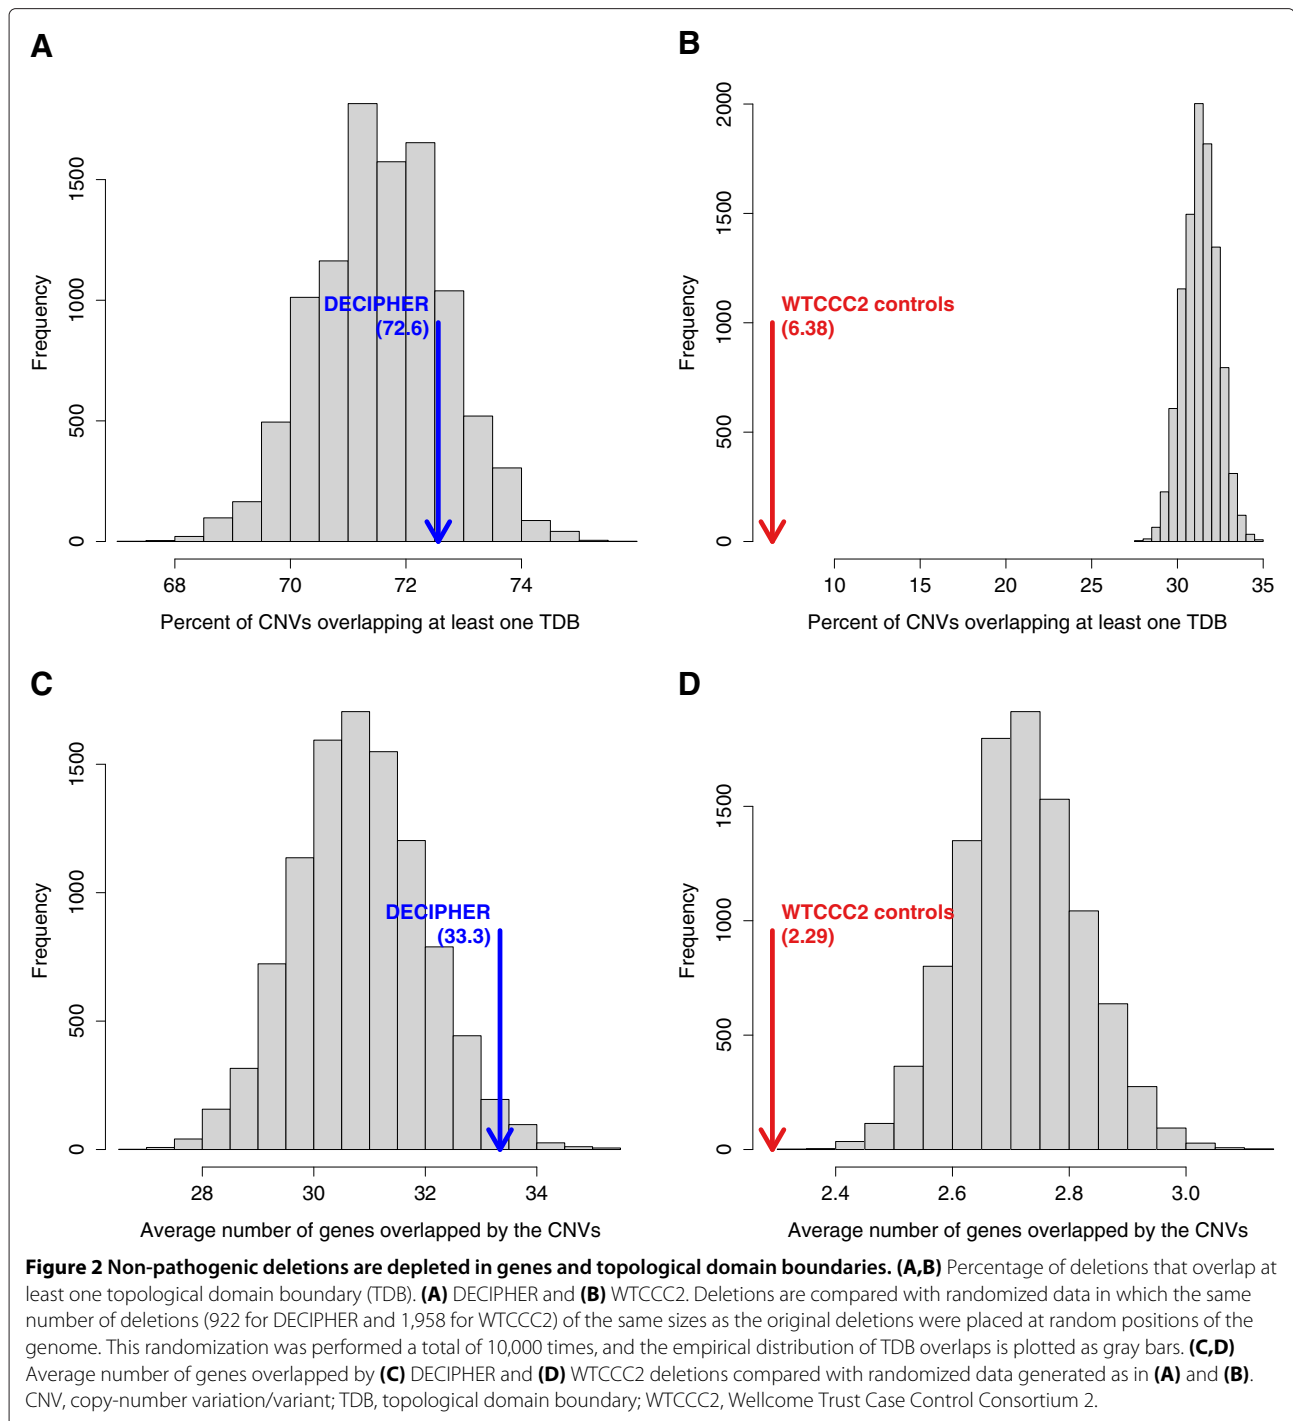 A
Frequency
0
500
1000
1500
DECIPHER
(72.6)
68 70 72 74
Percent of CNVs overlapping at least one TDB
B
Frequency
0
500
1000
1500
2000
WTCCC2 controls
(6.38)
10 15 20 25 30 35
Percent of CNVs overlapping at least one TDB
C
Frequency
0
500
1000
1500
DECIPHER
(33.3)
28 30 32 34
Average number of genes overlapped by the CNVs
D
Frequency
0
500
1000
1500
WTCCC2 controls
(2.29)
2.4 2.6 2.8 3.0
Average number of genes overlapped by the CNVs
Figure 2 Non-pathogenic deletions are depleted in genes and topological domain boundaries. (A,B) Percentage of deletions that overlap at
least one topological domain boundary (TDB). (A) DECIPHER and (B) WTCCC2. Deletions are compared with randomized data in which the same
number of deletions (922 for DECIPHER and 1,958 for WTCCC2) of the same sizes as the original deletions were placed at random positions of the
genome. This randomization was performed a total of 10,000 times, and the empirical distribution of TDB overlaps is plotted as gray bars. (C,D)
Average number of genes overlapped by (C) DECIPHER and (D) WTCCC2 deletions compared with randomized data generated as in (A) and (B).
CNV, copy-number variation/variant; TDB, topological domain boundary; WTCCC2, Wellcome Trust Case Control Consortium 2.